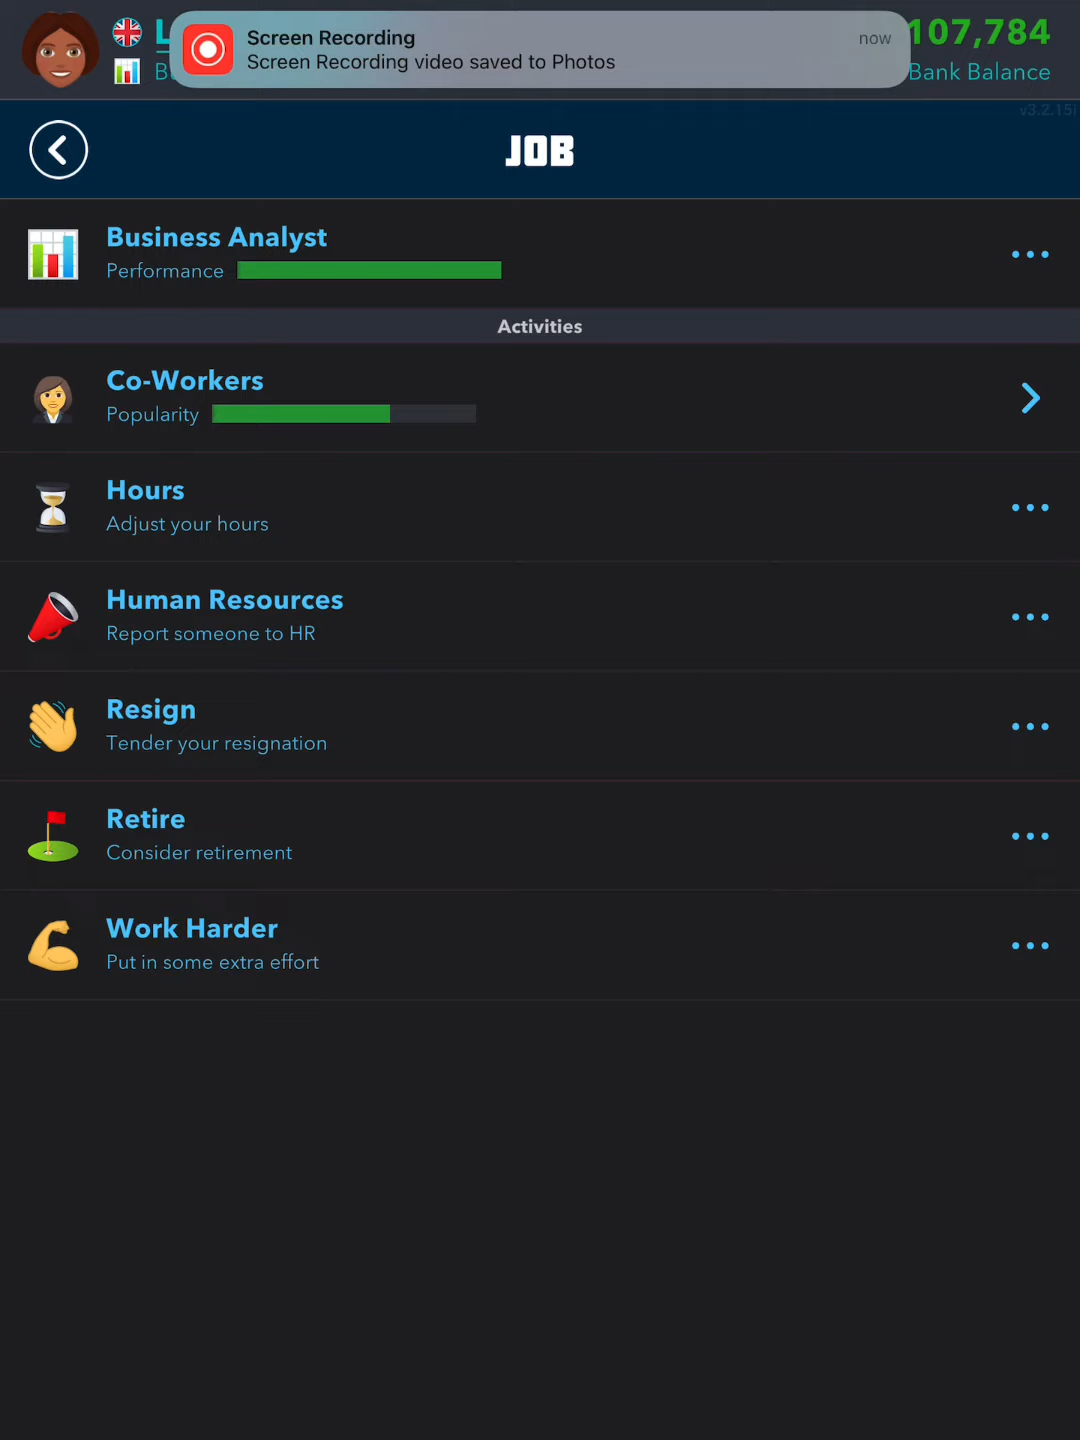 Screen Recording
now
Screen Recording video saved to Photos
107,784
Bank Balance
v3.2.15i
JOB
Business Analyst
Performance
Activities
Co-Workers
Popularity
Hours
Adjust your hours
Human Resources
Report someone to HR
Resign
Tender your resignation
Retire
Consider retirement
Work Harder
Put in some extra effort